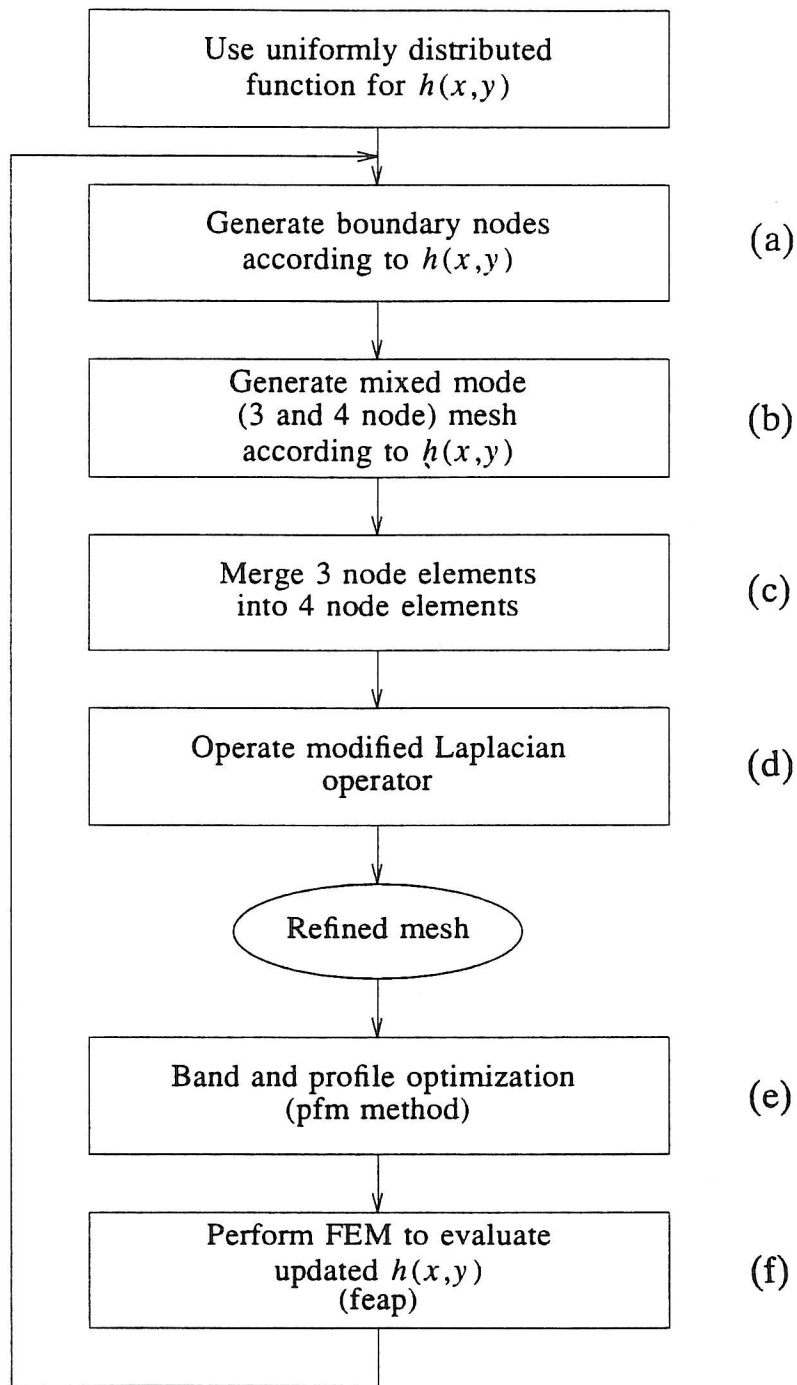 Use uniformly distributed
function for h(x,y)
Generate boundary nodes
according to h(x,y)
(a)
Generate mixed mode
(3 and 4 node) mesh
according to h(x,y)
(b)
Merge 3 node elements
into 4 node elements
(c)
Operate modified Laplacian
operator
(d)
Refined mesh
Band and profile optimization
(pfm method)
(e)
Perform FEM to evaluate
updated h(x,y)
(feap)
(f)